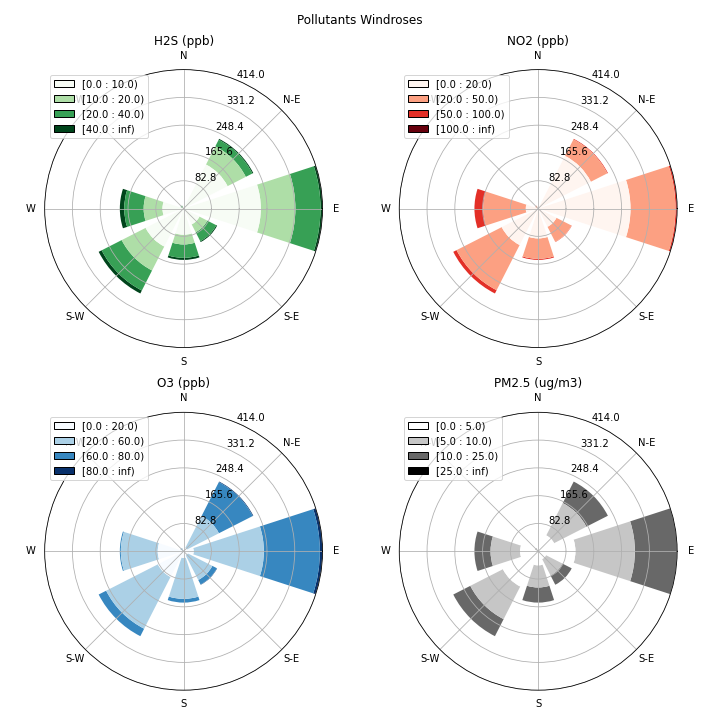 Pollutants Windroses
H2S (ppb)
N
[0.0 : 10.0)
[10.0 : 20.0)
[20.0 : 40.0)
[40.0 : inf)
414.0
331.2
248.4
165.6
82.8
N-E
W
E
S-W
S-E
S
NO2 (ppb)
N
[0.0 : 20.0)
[20.0 : 50.0)
[50.0 : 100.0)
[100.0 : inf)
414.0
331.2
248.4
165.6
82.8
N-E
W
E
S-W
S-E
S
O3 (ppb)
N
[0.0 : 20.0)
[20.0 : 60.0)
[60.0 : 80.0)
[80.0 : inf)
414.0
331.2
248.4
165.6
82.8
N-E
W
E
S-W
S-E
S
PM2.5 (ug/m3)
N
[0.0 : 5.0)
[5.0 : 10.0)
[10.0 : 25.0)
[25.0 : inf)
414.0
331.2
248.4
165.6
82.8
N-E
W
E
S-W
S-E
S